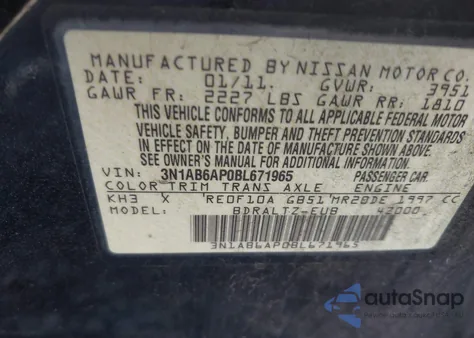 MANUFACTURED BY NISSAN MOTOR CO.
DATE: 01/11. GVWR: 3951
GAWR FR: 2227 LBS GAWR RR: 1810
THIS VEHICLE CONFORMS TO ALL APPLICABLE FEDERAL MOTOR
VEHICLE SAFETY, BUMPER AND THEFT PREVENTION STANDARDS
IN EFFECT ON THE DATE OF MANUFACTURE SHOWN ABOVE.
SEE OWNER'S MANUAL FOR ADDITIONAL INFORMATION.
VIN: 3N1AB6AP0BL671965 PASSENGER CAR
COLOR TRIM TRANS AXLE ENGINE
KH3 X RE0F10A GB51 MR20DE 1997 CC
MODEL: BDRALTZ-EUB 42000
3N1AB6AP0BL671965
autoSnap